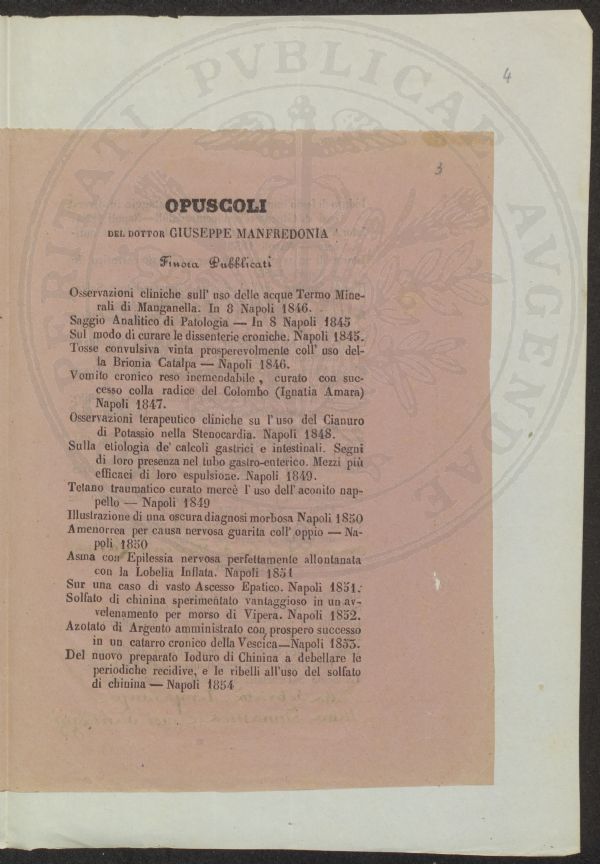 PERITATI PVBLICAE AVGENDAE
4
3
OPUSCOLI
DEL DOTTOR GIUSEPPE MANFREDONIA
Finora Pubblicati
Osservazioni cliniche sull' uso delle acque Termo Mine-
rali di Manganella. In 8 Napoli 1846.
Saggio Analitico di Patologia — In 8 Napoli 1845
Sul modo di curare le dissenterie croniche. Napoli 1845.
Tosse convulsiva vinta prosperevolmente coll' uso del-
la Brionia Catalpa — Napoli 1846.
Vomito cronico reso inemendabile, curato con suc-
cesso colla radice del Colombo (Ignatia Amara)
Napoli 1847.
Osservazioni terapeutico cliniche su l'uso del Cianuro
di Potassio nella Stenocardia. Napoli 1848.
Sulla etiologia de' calcoli gastrici e intestinali. Segni
di loro presenza nel tubo gastro-enterico. Mezzi più
efficaci di loro espulsione. Napoli 1849.
Tetano traumatico curato mercè l'uso dell'aconito nap-
pello — Napoli 1849
Illustrazione di una oscura diagnosi morbosa Napoli 1850
Amenorrea per causa nervosa guarita coll' oppio — Na-
poli 1850
Asma con Epilessia nervosa perfettamente allontanata
con la Lobelia Inflata. Napoli 1851
Sur una caso di vasto Ascesso Epatico. Napoli 1851.
Solfato di chinina sperimentato vantaggioso in un av-
velenamento per morso di Vipera. Napoli 1852.
Azotato di Argento amministrato con prospero successo
in un catarro cronico della Vescica—Napoli 1853.
Del nuovo preparato Ioduro di Chinina a debellare le
periodiche recidive, e le ribelli all'uso del solfato
di chinina — Napoli 1854